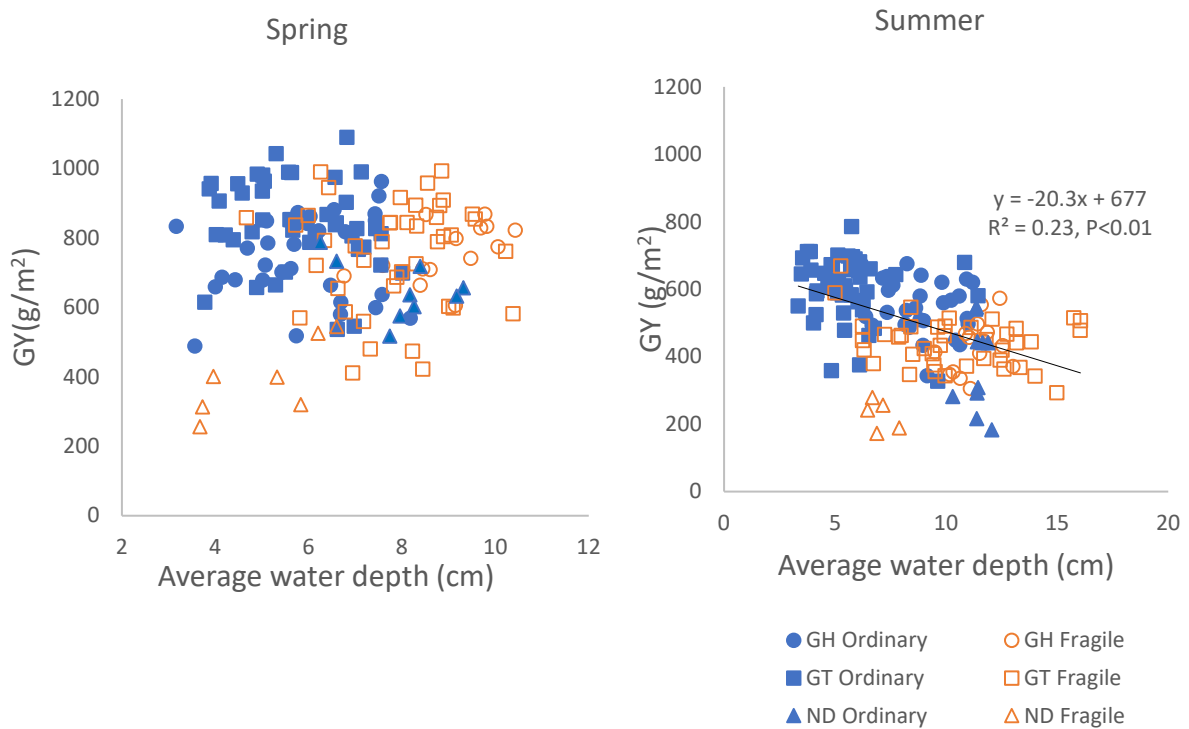 Spring
1200
1000
800
600
400
200
0
GY(g/m²)
2 4 6 8 10 12
Average water depth (cm)
Summer
1200
1000
800
600
400
200
0
GY (g/m²)
y = -20.3x + 677
R² = 0.23, P<0.01
0 5 10 15 20
Average water depth (cm)
GH Ordinary GH Fragile
GT Ordinary GT Fragile
ND Ordinary ND Fragile